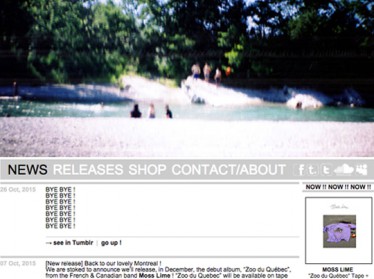 NEWS RELEASES SHOP CONTACT/ABOUT
26 Oct, 2015
BYE BYE !
BYE BYE !
BYE BYE !
BYE BYE !
BYE BYE !
BYE BYE !
BYE BYE !
→ see in Tumblr | go up !
07 Oct, 2015
[New release] Back to our lovely Montreal !
We are stoked to announce we'll release, in December, the debut album, "Zoo du Québec",
from the French & Canadian band Moss Lime ! "Zoo du Québec" will be available on tape
NOW !! NOW !! NOW !!
MOSS LIME
"Zoo du Québec" Tape +